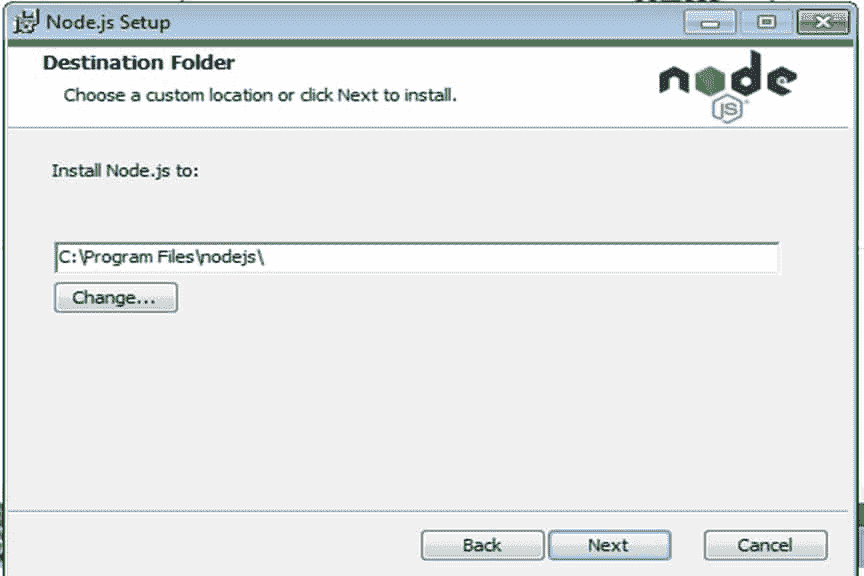 Node.js Setup
Destination Folder
Choose a custom location or click Next to install.
node
JS
Install Node.js to:
C:\Program Files\nodejs\
Change...
Back Next Cancel